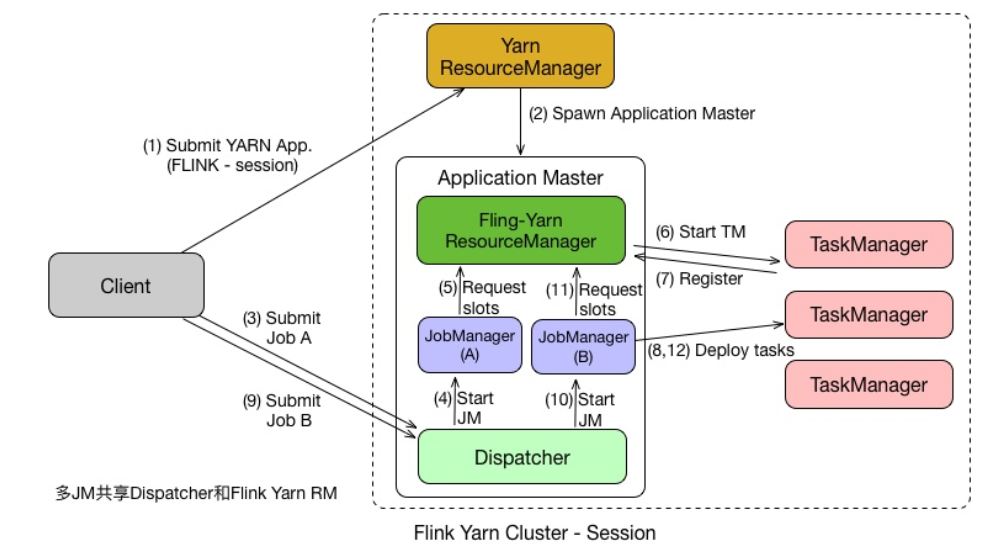 Yarn
ResourceManager
(2) Spawn Application Master
(1) Submit YARN App.
(FLINK - session)
Application Master
Fling-Yarn
ResourceManager
(6) Start TM
TaskManager
(7) Register
Client
(5) Request
slots
(11) Request
slots
TaskManager
(3) Submit
Job A
JobManager
(A)
JobManager
(B)
(8,12) Deploy tasks
TaskManager
(9) Submit
Job B
(4) Start
JM
(10) Start
JM
Dispatcher
多JM共享Dispatcher和Flink Yarn RM
Flink Yarn Cluster - Session